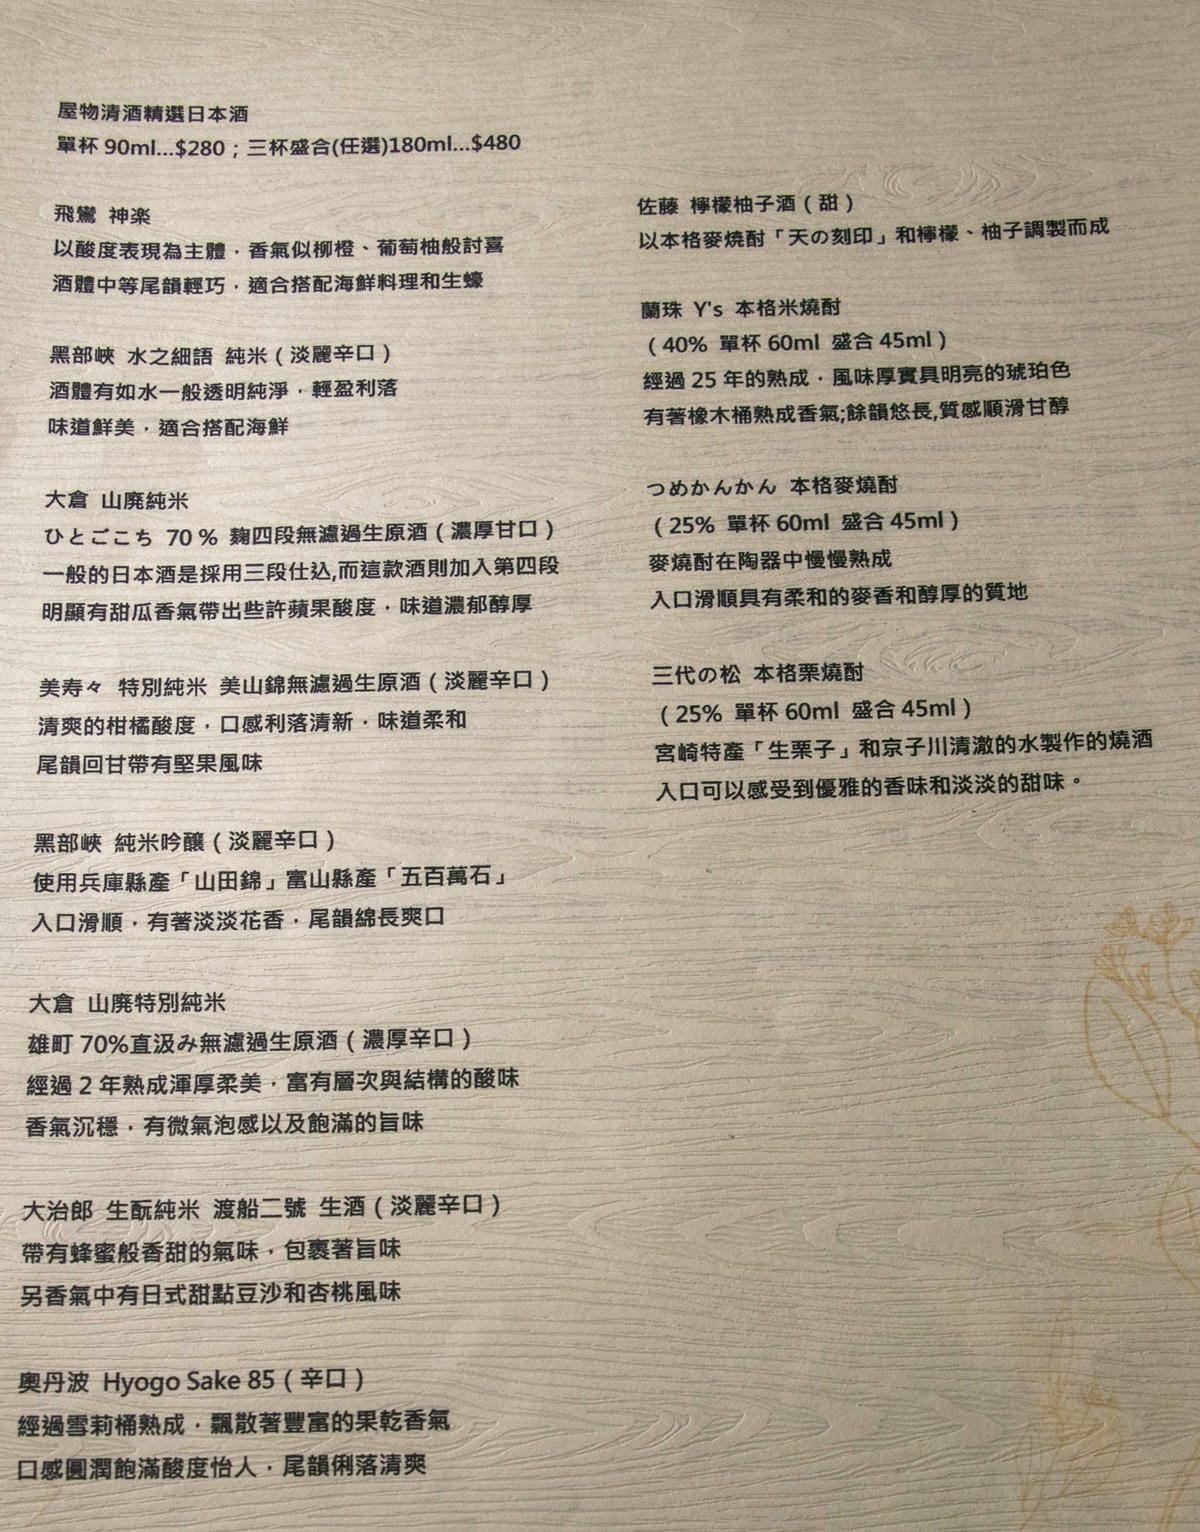 屋物清酒精選日本酒
單杯 90ml...$280；三杯盛合(任選)180ml...$480
飛鸞 神楽
以酸度表現為主體，香氣似柳橙、葡萄柚般討喜
酒體中等尾韻輕巧，適合搭配海鮮料理和生蠔
黑部峽 水之細語 純米（淡麗辛口）
酒體有如水一般透明純淨，輕盈利落
味道鮮美，適合搭配海鮮
大倉 山廃純米
ひとごこち 70 % 麴四段無濾過生原酒（濃厚甘口）
一般的日本酒是採用三段仕込,而這款酒則加入第四段
明顯有甜瓜香氣帶出些許蘋果酸度，味道濃郁醇厚
美寿々 特別純米 美山錦無濾過生原酒（淡麗辛口）
清爽的柑橘酸度，口感利落清新，味道柔和
尾韻回甘帶有堅果風味
黑部峽 純米吟釀（淡麗辛口）
使用兵庫縣產「山田錦」富山縣產「五百萬石」
入口滑順，有著淡淡花香，尾韻綿長爽口
大倉 山廃特別純米
雄町 70%直汲み無濾過生原酒（濃厚辛口）
經過 2 年熟成渾厚柔美，富有層次與結構的酸味
香氣沉穩，有微氣泡感以及飽滿的旨味
大治郎 生酛純米 渡船二號 生酒（淡麗辛口）
帶有蜂蜜般香甜的氣味，包裹著旨味
另香氣中有日式甜點豆沙和杏桃風味
奧丹波 Hyogo Sake 85（辛口）
經過雪莉桶熟成，飄散著豐富的果乾香氣
口感圓潤飽滿酸度怡人，尾韻俐落清爽
佐藤 檸檬柚子酒（甜）
以本格麥燒酎「天の刻印」和檸檬、柚子調製而成
蘭珠 Y's 本格米燒酎
（40% 單杯 60ml 盛合 45ml）
經過 25 年的熟成，風味厚實具明亮的琥珀色
有著橡木桶熟成香氣;餘韻悠長,質感順滑甘醇
つめかんかん 本格麥燒酎
（25% 單杯 60ml 盛合 45ml）
麥燒酎在陶器中慢慢熟成
入口滑順具有柔和的麥香和醇厚的質地
三代の松 本格栗燒酎
（25% 單杯 60ml 盛合 45ml）
宮崎特產「生栗子」和京子川清澈的水製作的燒酒
入口可以感受到優雅的香味和淡淡的甜味。